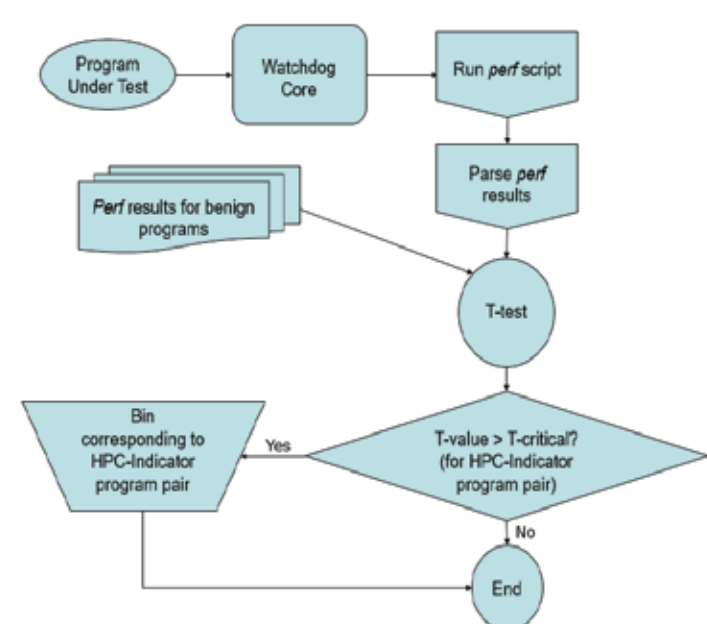 Program
Under Test
Watchdog
Core
Run perf script
Parse perf
results
Perf results for benign
programs
T-test
T-value > T-critical?
(for HPC-Indicator
program pair)
Yes
Bin
corresponding to
HPC-Indicator
program pair
No
End